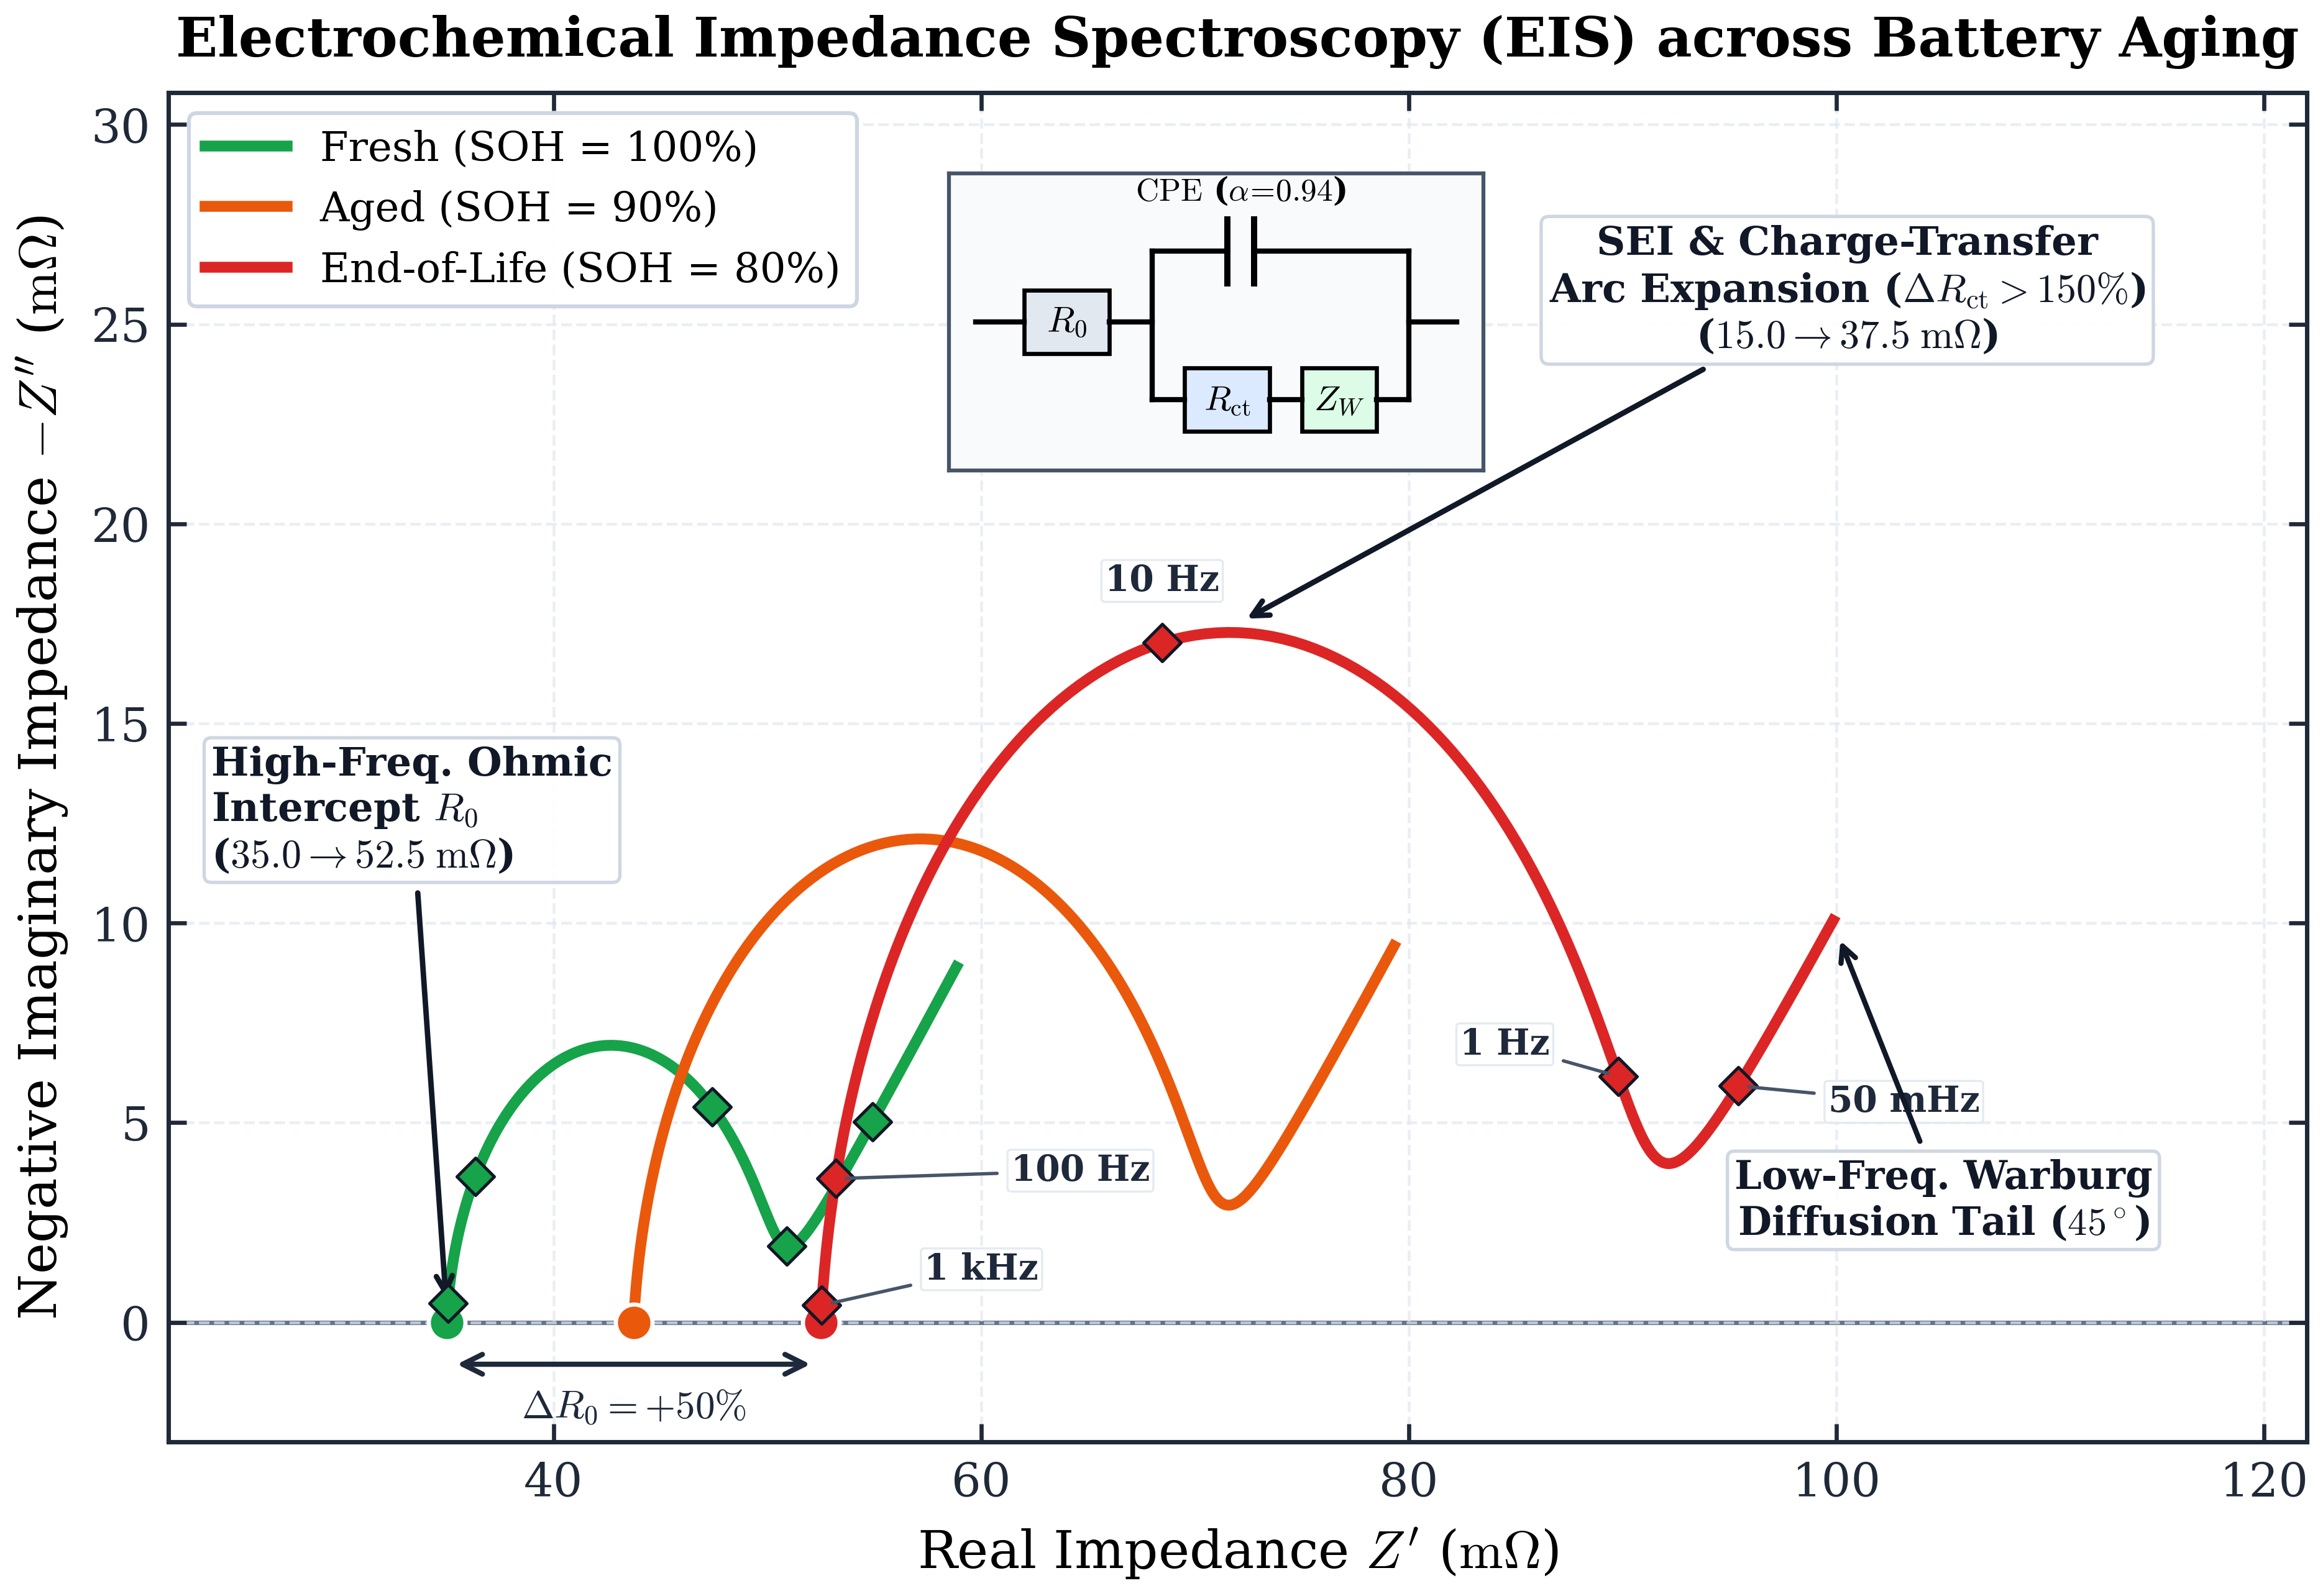 Electrochemical Impedance Spectroscopy (EIS) across Battery Aging
Negative Imaginary Impedance −Z″ (mΩ)
30
25
20
15
10
5
0
Fresh (SOH = 100%)
Aged (SOH = 90%)
End-of-Life (SOH = 80%)
CPE (α=0.94)
R₀
R_ct
Z_W
SEI & Charge-Transfer
Arc Expansion (ΔR_ct > 150%)
(15.0 → 37.5 mΩ)
10 Hz
High-Freq. Ohmic
Intercept R₀
(35.0 → 52.5 mΩ)
1 Hz
50 mHz
100 Hz
1 kHz
Low-Freq. Warburg
Diffusion Tail (45°)
ΔR₀ = +50%
40
60
80
100
120
Real Impedance Z′ (mΩ)